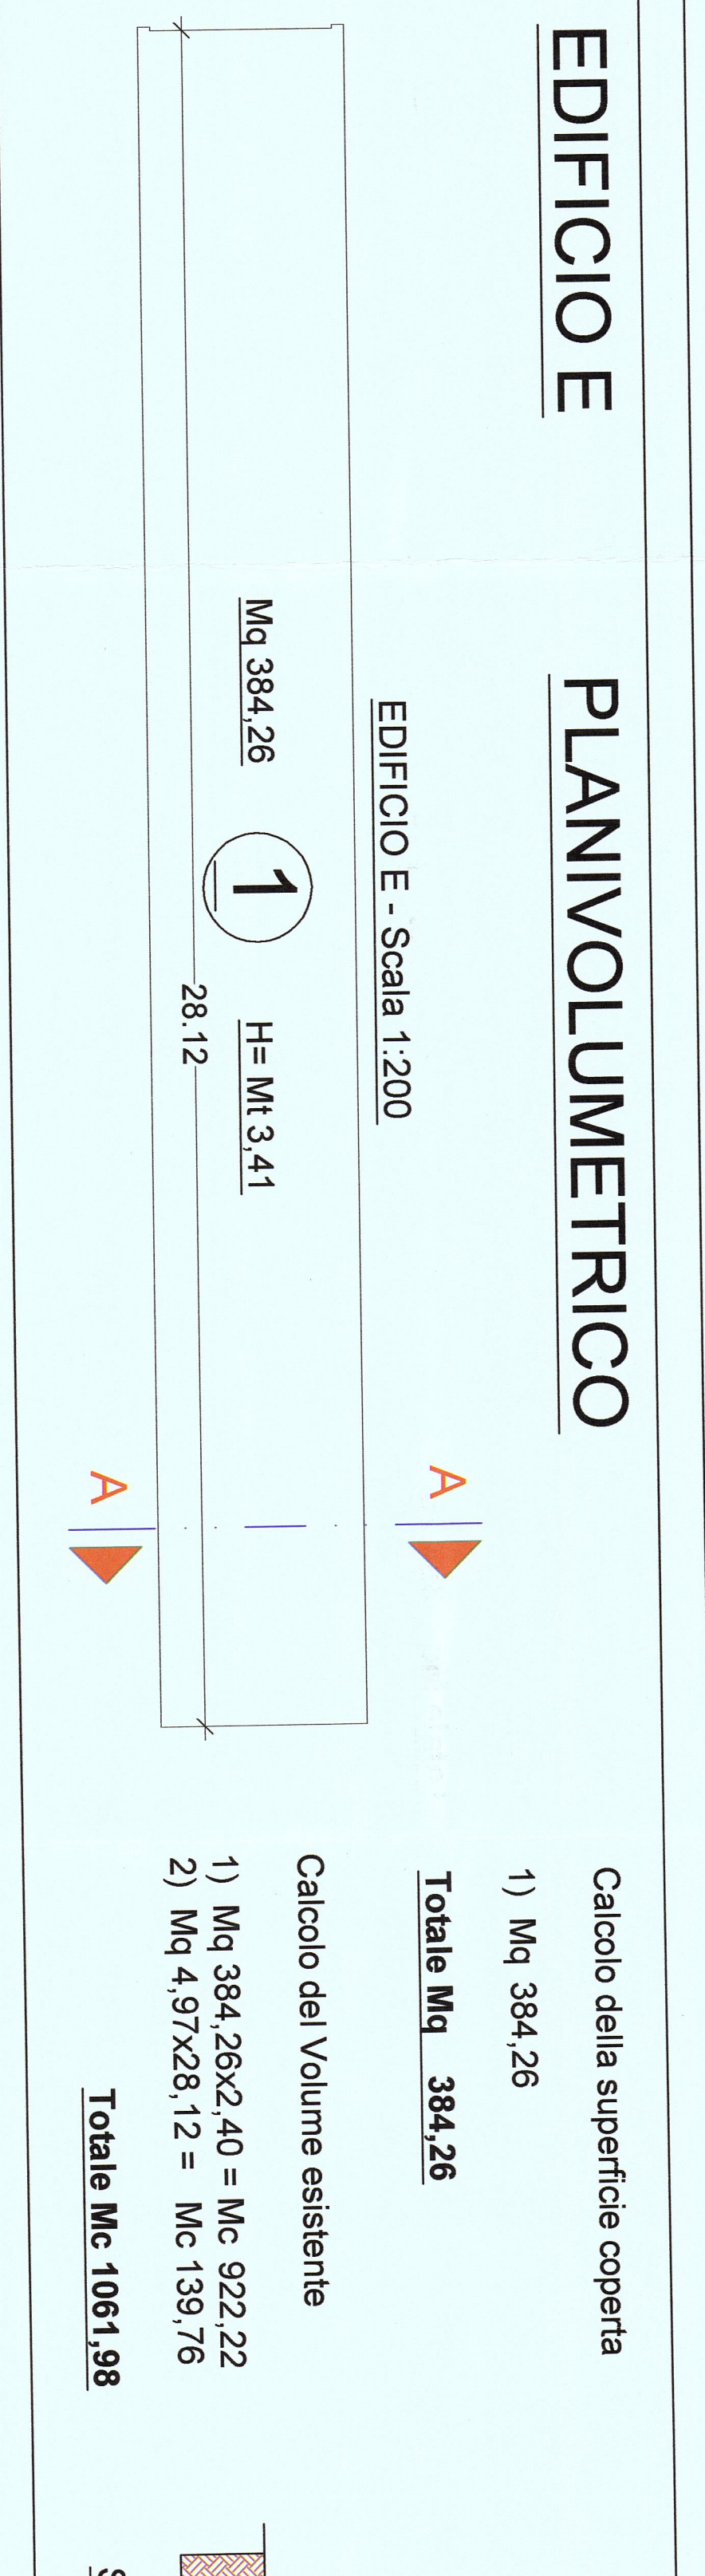 EDIFICIO E PLANIVOLUMETRICO
EDIFICIO E - Scala 1:200
Mq 384,26
1
H= Mt 3,41
28.12
A
A
Calcolo della superficie coperta
1) Mq 384,26
Totale Mq 384,26
Calcolo del Volume esistente
1) Mq 384,26x2,40 = Mc 922,22
2) Mq 4,97x28,12 = Mc 139,76
Totale Mc 1061,98